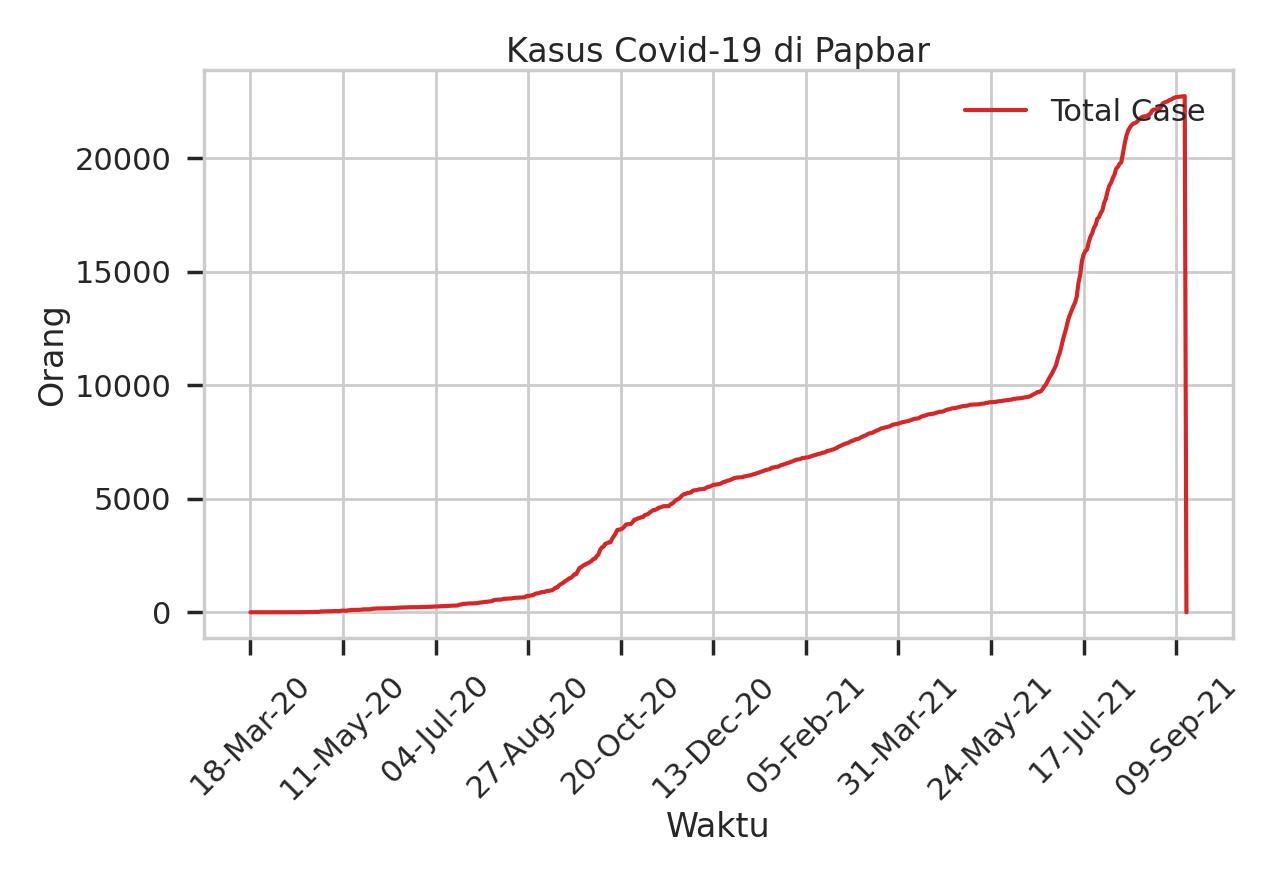 Kasus Covid-19 di Papbar
Total Case
Orang
20000
15000
10000
5000
0
18-Mar-20
11-May-20
04-Jul-20
27-Aug-20
20-Oct-20
13-Dec-20
05-Feb-21
31-Mar-21
24-May-21
17-Jul-21
09-Sep-21
Waktu